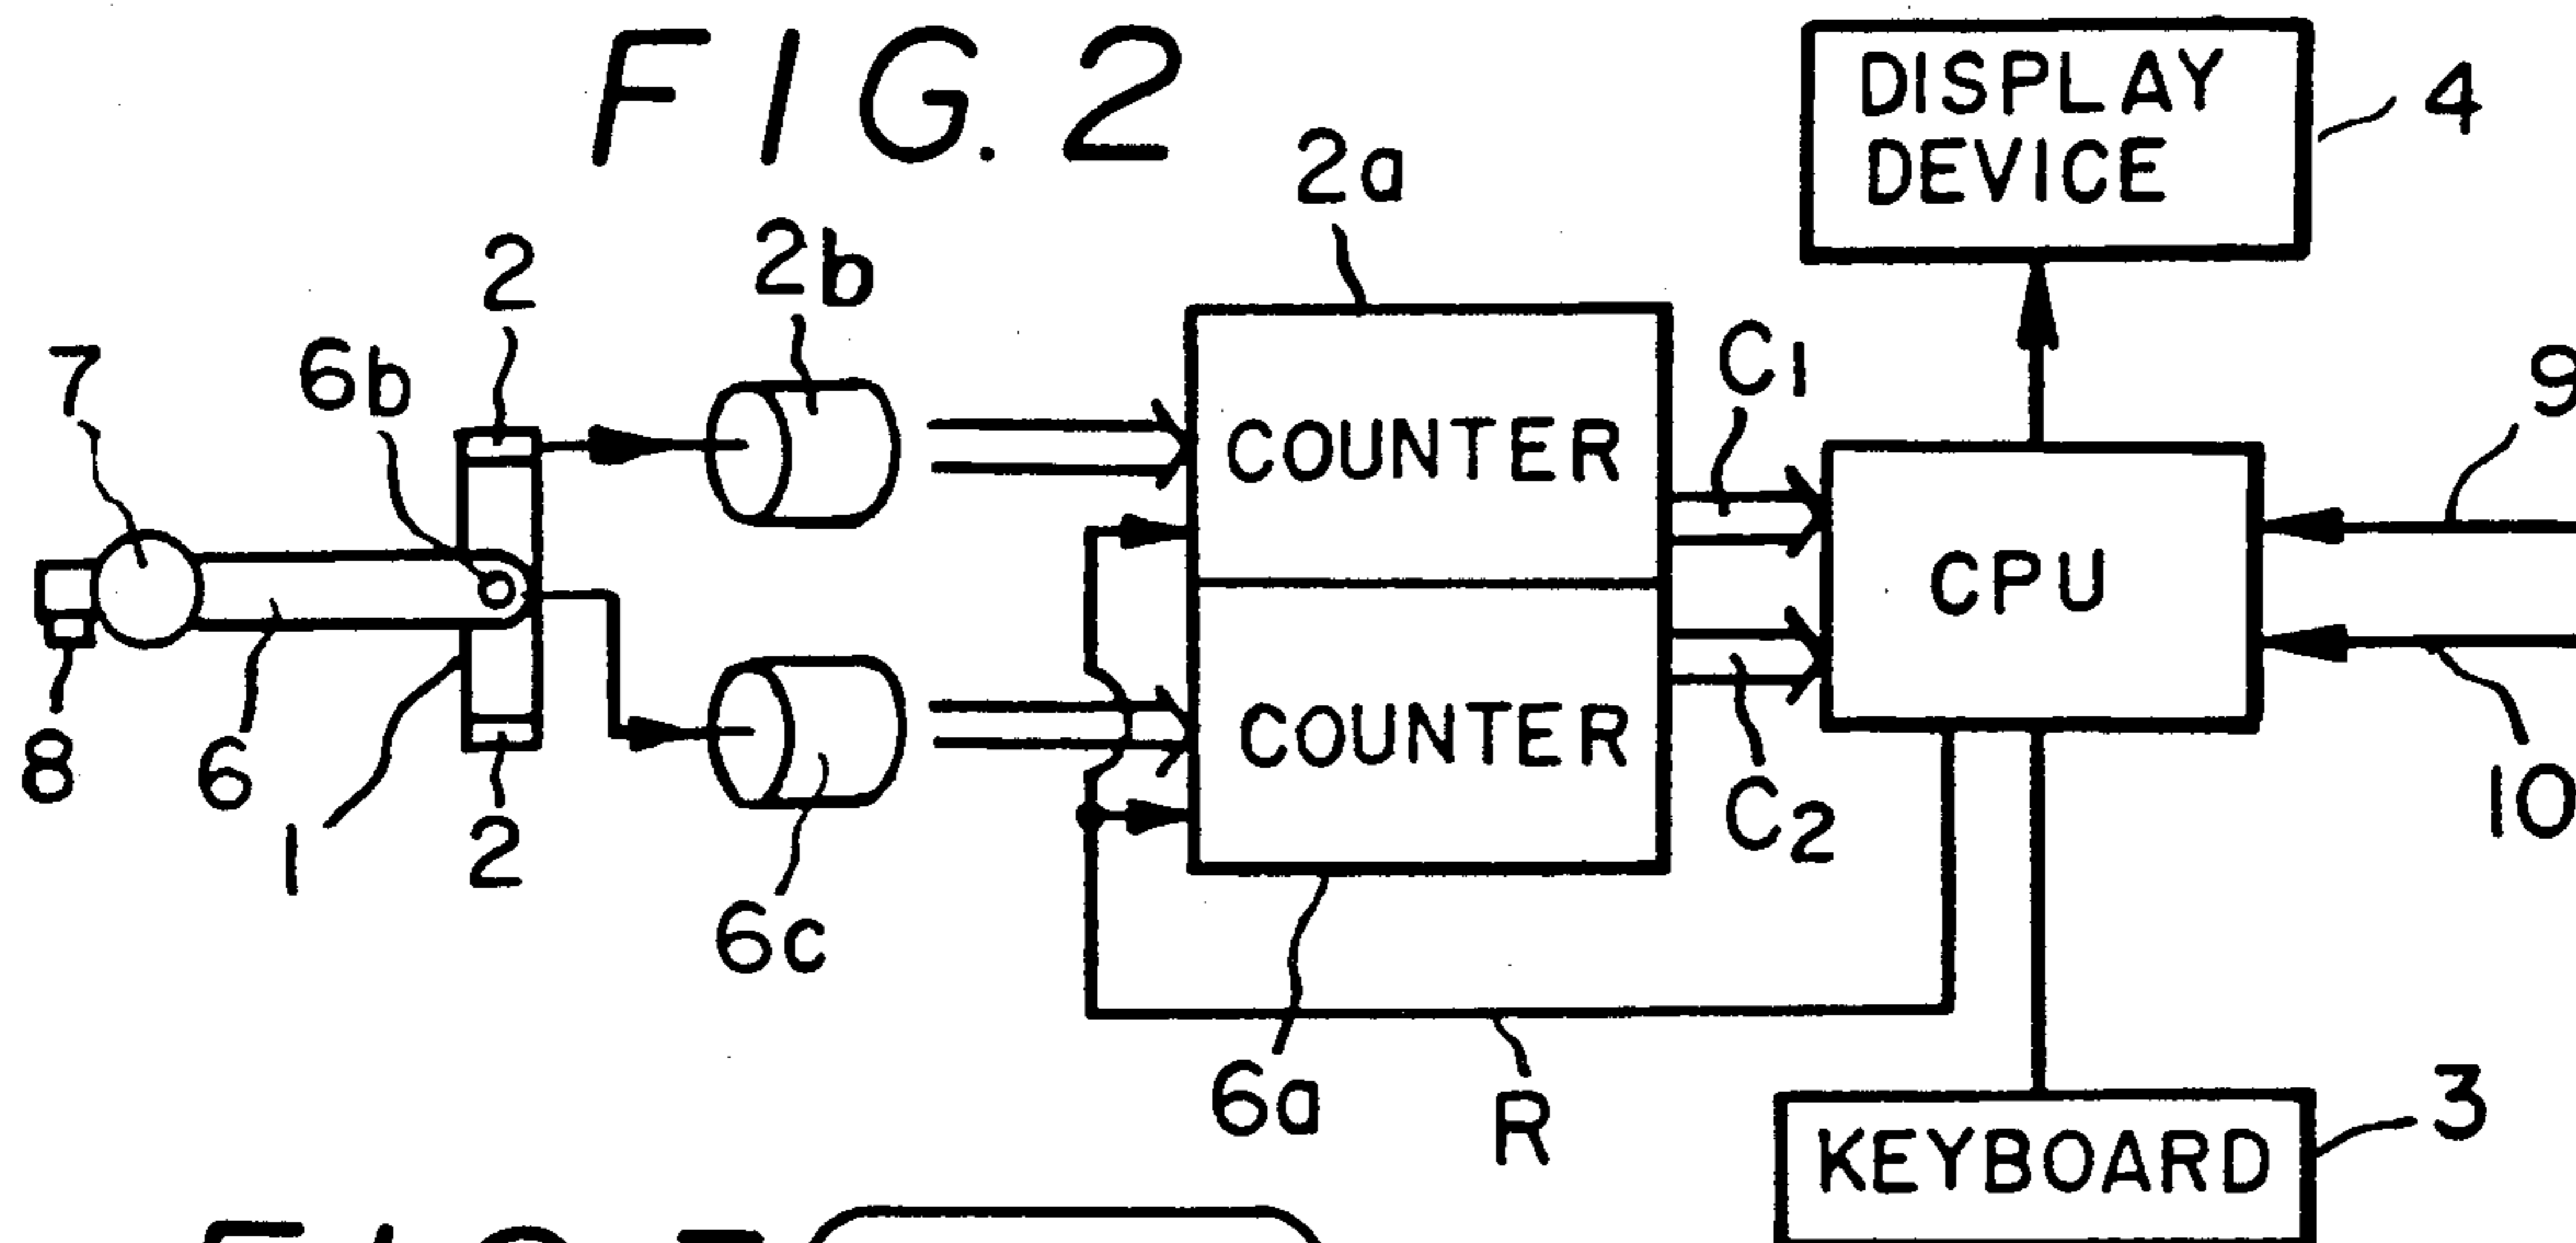 FIG. 2
DISPLAY
DEVICE
4
2a
2b
2
6b
7
C1
9
COUNTER
CPU
COUNTER
8
6
1
2
6c
C2
10
6a
R
3
KEYBOARD